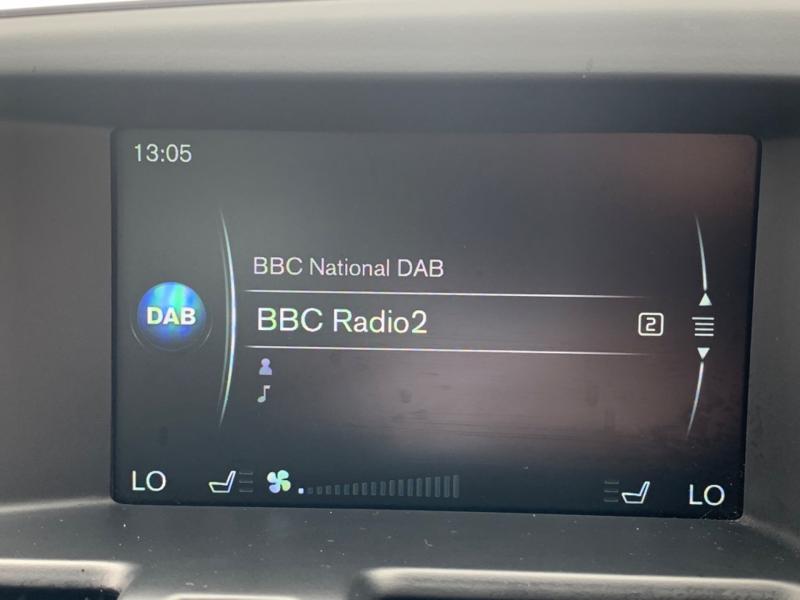 13:05
BBC National DAB
DAB
BBC Radio2
2
LO
LO